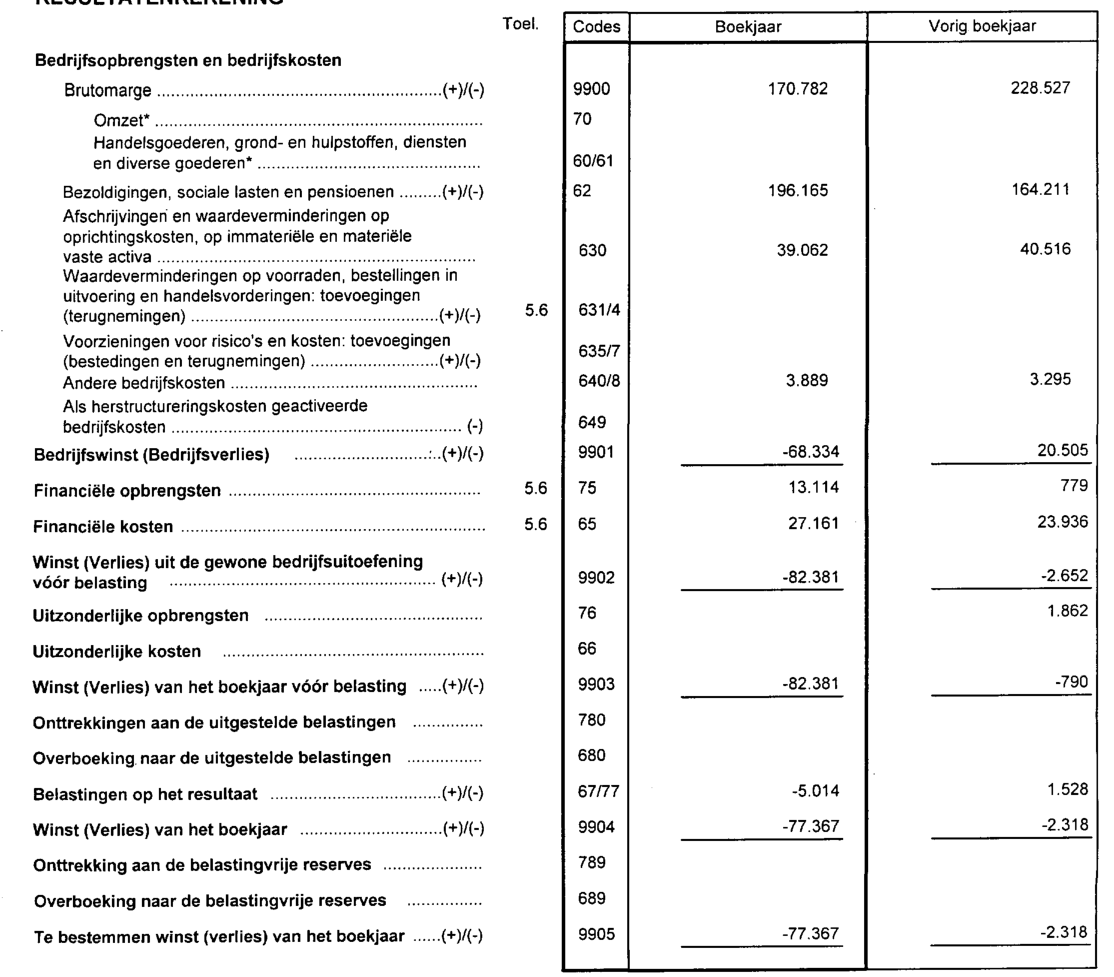 RESULTATENREKENING
Toel. Codes Boekjaar Vorig boekjaar
Bedrijfsopbrengsten en bedrijfskosten
Brutomarge ...........................................................(+)/(-) 9900 170.782 228.527
Omzet* .................................................................... 70
Handelsgoederen, grond- en hulpstoffen, diensten
en diverse goederen* .............................................. 60/61
Bezoldigingen, sociale lasten en pensioenen .........(+)/(-) 62 196.165 164.211
Afschrijvingen en waardeverminderingen op
oprichtingskosten, op immateriële en materiële
vaste activa .................................................................. 630 39.062 40.516
Waardeverminderingen op voorraden, bestellingen in
uitvoering en handelsvorderingen: toevoegingen
(terugnemingen) ...................................................(+)/(-) 5.6 631/4
Voorzieningen voor risico's en kosten: toevoegingen
(bestedingen en terugnemingen) ...........................(+)/(-) 635/7
Andere bedrijfskosten ................................................... 640/8 3.889 3.295
Als herstructureringskosten geactiveerde
bedrijfskosten ............................................................ (-) 649
Bedrijfswinst (Bedrijfsverlies) ..............................(+)/(-) 9901 -68.334 20.505
Financiële opbrengsten .................................................... 5.6 75 13.114 779
Financiële kosten ............................................................... 5.6 65 27.161 23.936
Winst (Verlies) uit de gewone bedrijfsuitoefening
vóór belasting ....................................................... (+)/(-) 9902 -82.381 -2.652
Uitzonderlijke opbrengsten ............................................. 76 1.862
Uitzonderlijke kosten ...................................................... 66
Winst (Verlies) van het boekjaar vóór belasting .....(+)/(-) 9903 -82.381 -790
Onttrekkingen aan de uitgestelde belastingen ............... 780
Overboeking naar de uitgestelde belastingen ................ 680
Belastingen op het resultaat ...................................(+)/(-) 67/77 -5.014 1.528
Winst (Verlies) van het boekjaar .............................(+)/(-) 9904 -77.367 -2.318
Onttrekking aan de belastingvrije reserves ..................... 789
Overboeking naar de belastingvrije reserves ................ 689
Te bestemmen winst (verlies) van het boekjaar ......(+)/(-) 9905 -77.367 -2.318